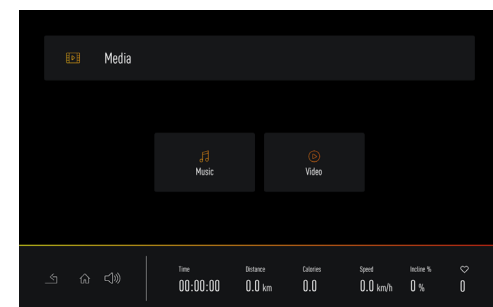 Media
Music
Video
Time
00:00:00
Distance
0.0 km
Calories
0.0
Speed
0.0 km/h
Incline %
0 %
0